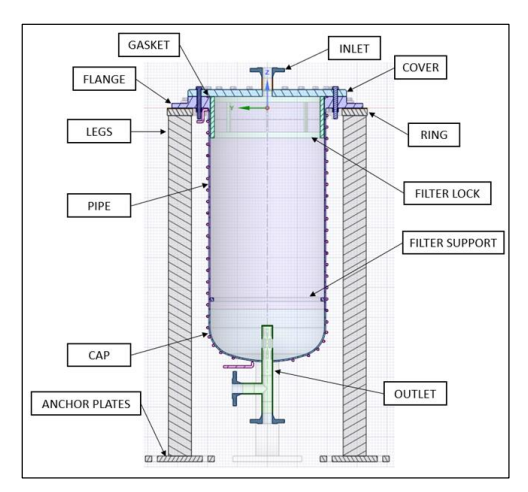 GASKET
INLET
FLANGE
COVER
LEGS
RING
PIPE
FILTER LOCK
FILTER SUPPORT
CAP
OUTLET
ANCHOR PLATES
Z
Y